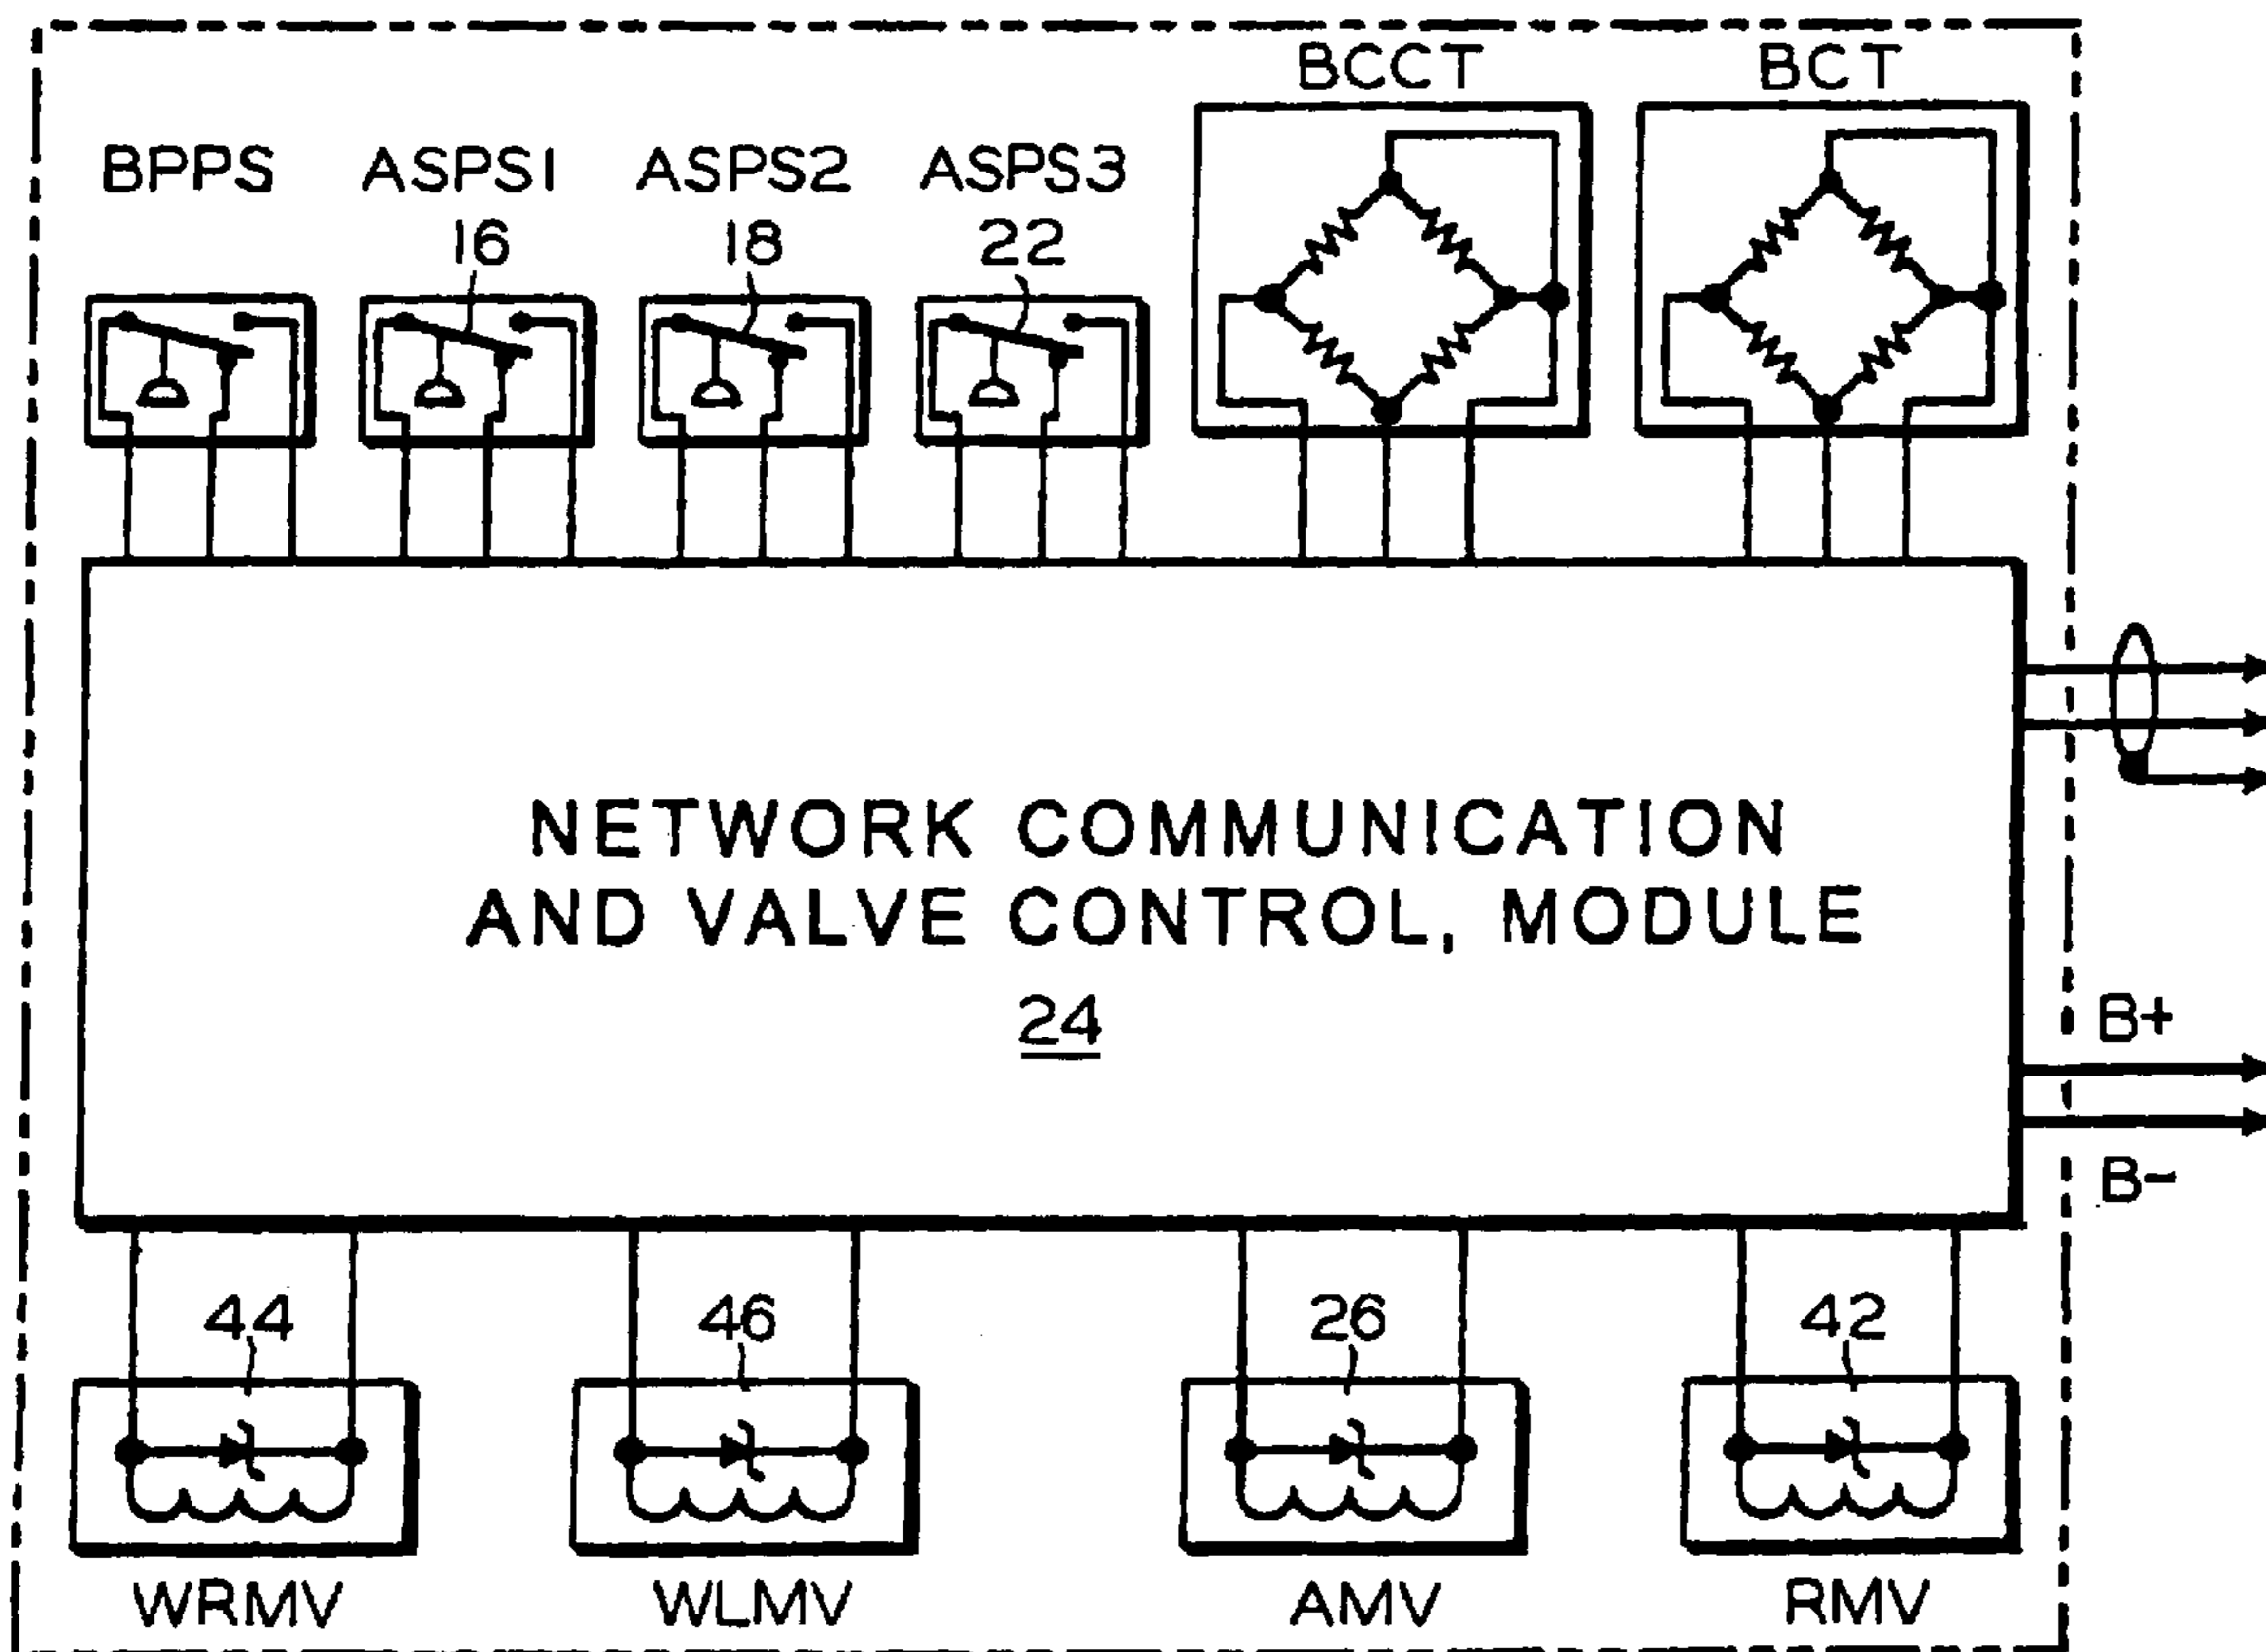 BCCT BCT
BPPS ASPS1 ASPS2 ASPS3
16 18 22
NETWORK COMMUNICATION
AND VALVE CONTROL, MODULE
24
B+
B-
44 46 26 42
WRMV WLMV AMV RMV